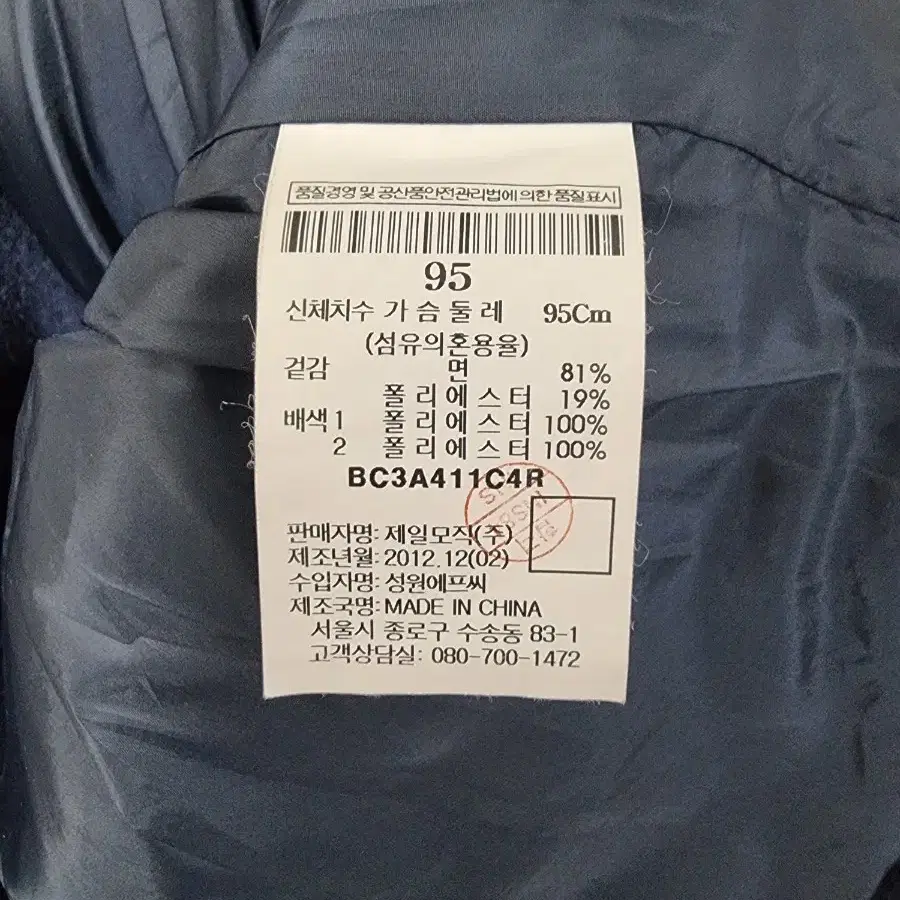 품질경영 및 공산품안전관리법에 의한 품질표시
95
신체치수 가 슴 둘 레 95Cm
(섬유의혼용율)
겉감 면 81%
폴 리 에 스 터 19%
배색 1 폴 리 에 스 터 100%
2 폴 리 에 스 터 100%
BC3A411C4R
판매자명: 제일모직(주)
제조년월: 2012.12(02)
수입자명: 성원에프씨
제조국명: MADE IN CHINA
서울시 종로구 수송동 83-1
고객상담실: 080-700-1472